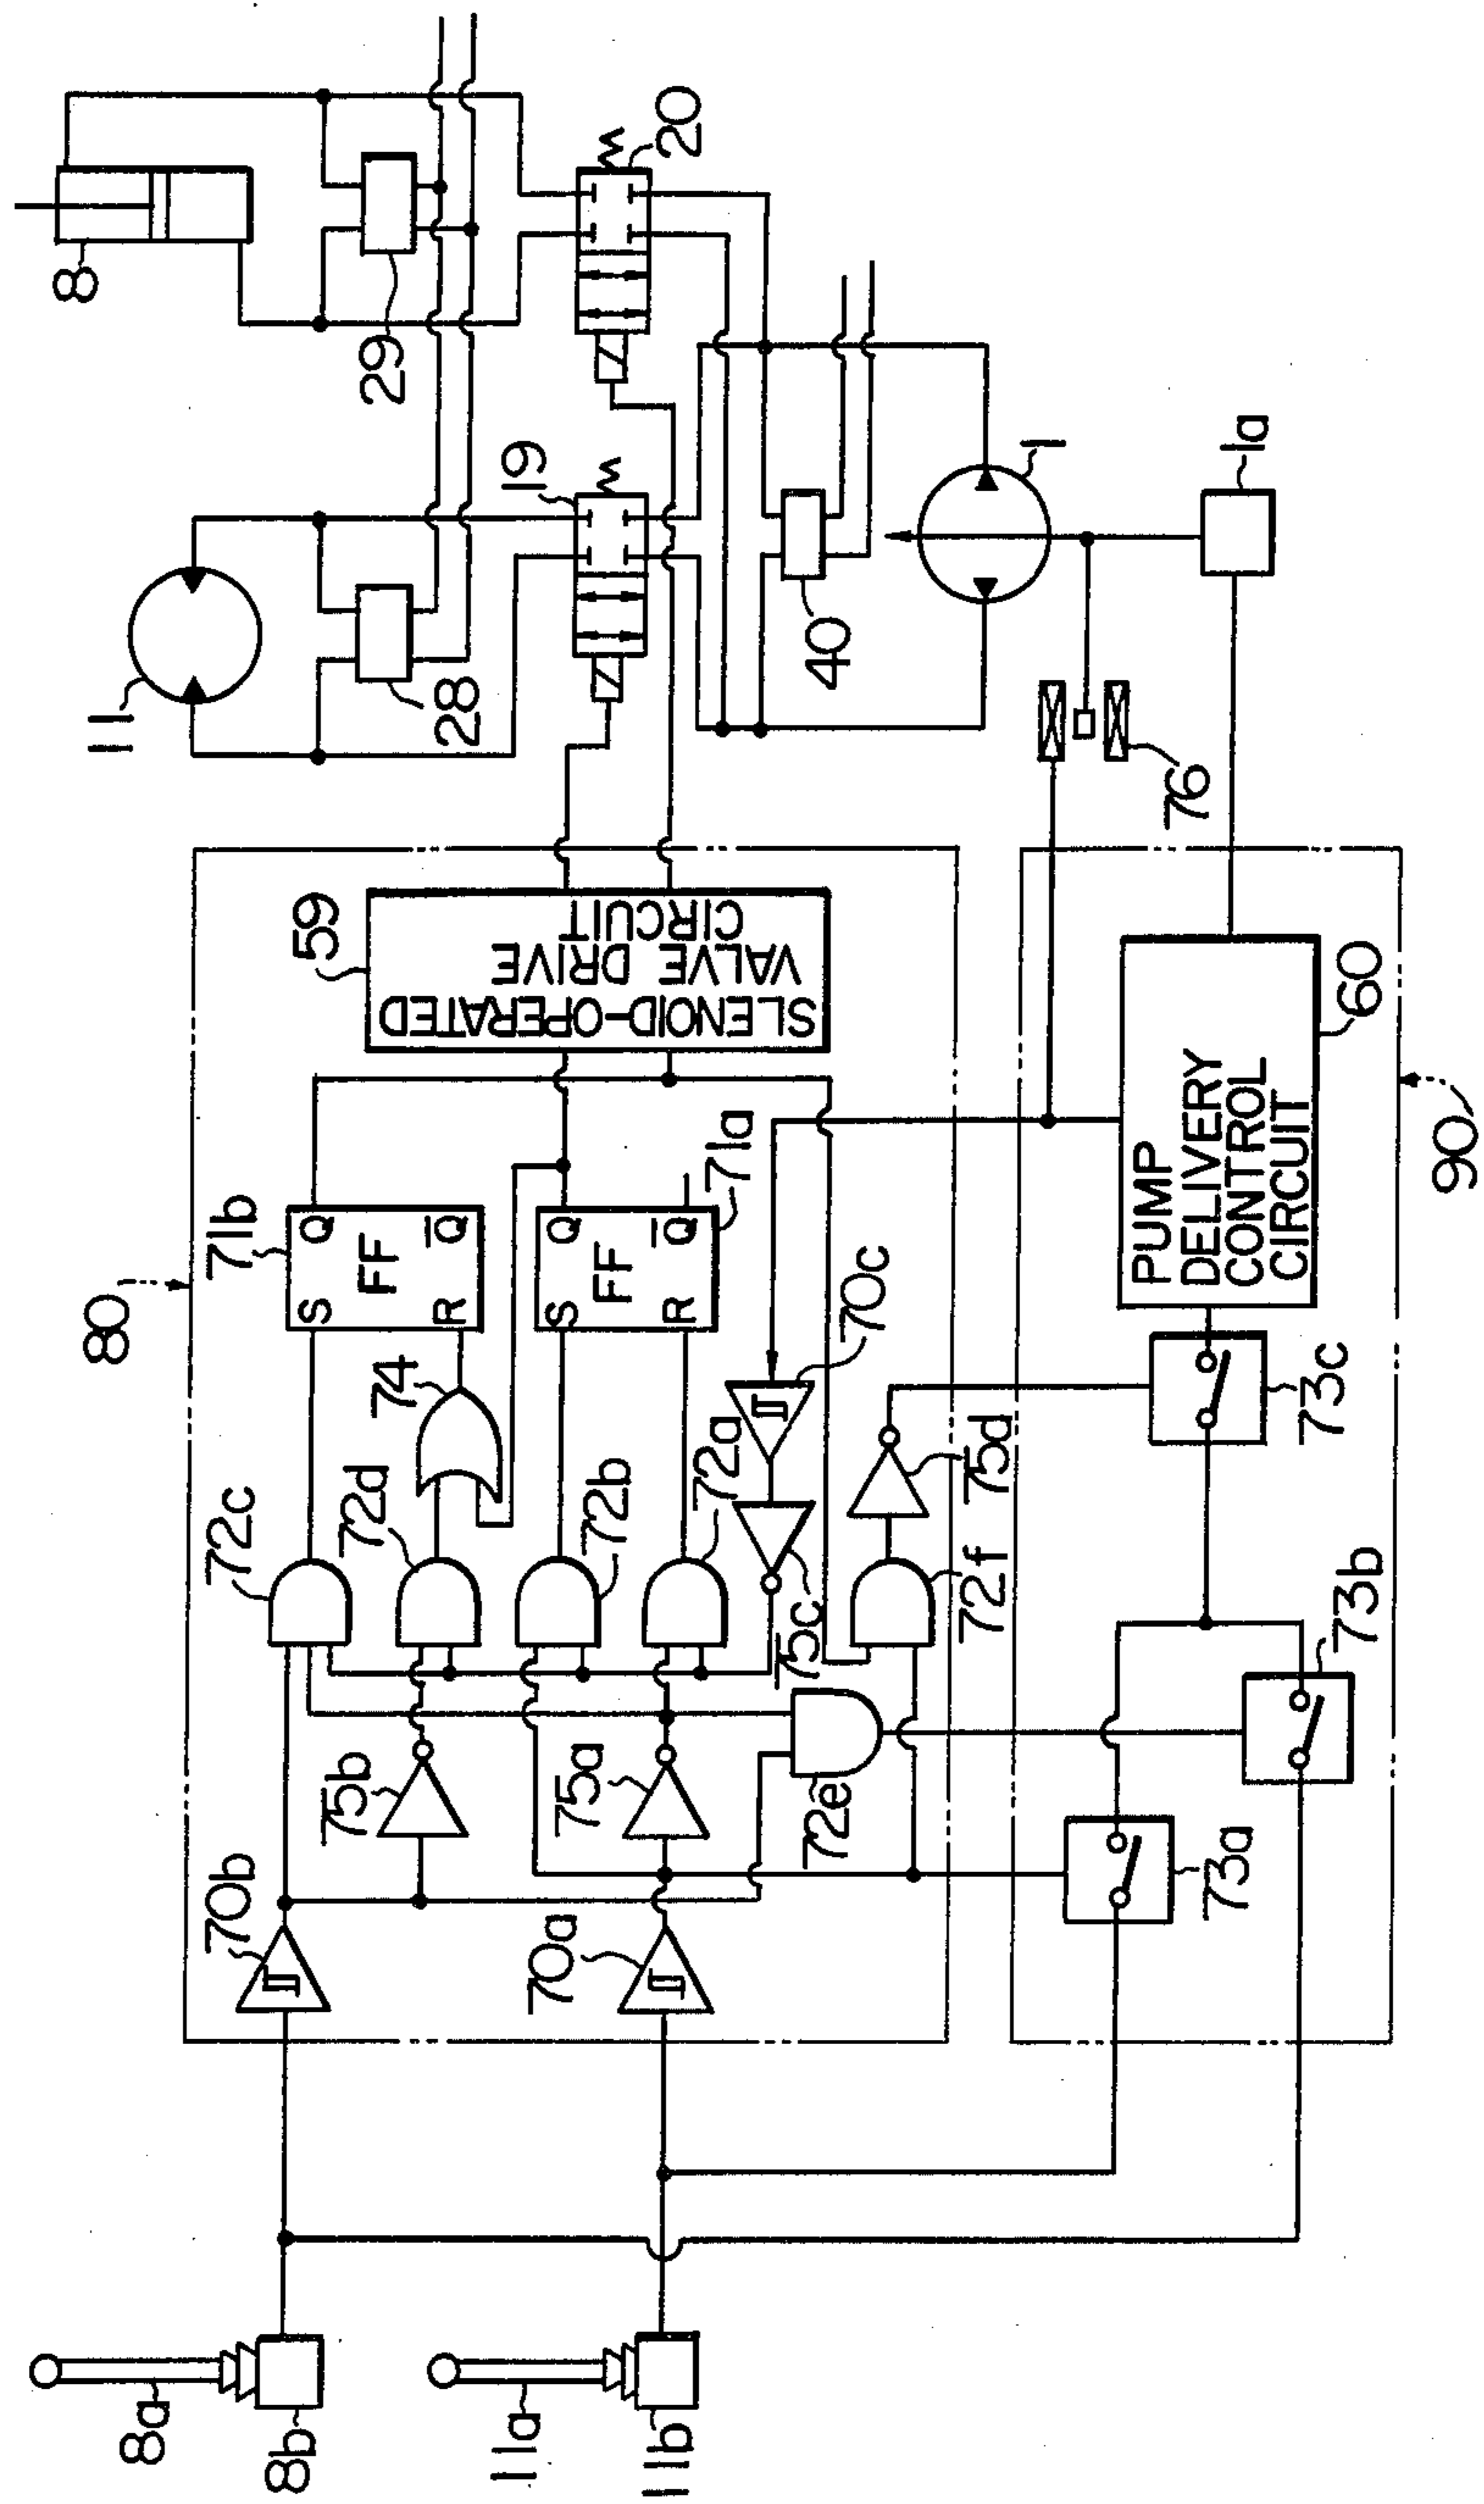 8
29
20
11
28
19
40
1
1a
76
59
SLENOID-OPERATED
VALVE DRIVE
CIRCUIT
80
71b
S
Q
FF
R
Q̅
71a
S
Q
FF
R
Q̅
74
70c
72c
72d
72b
72a
75c
75d
72f
PUMP
DELIVERY
CONTROL
CIRCUIT
60
90
73c
73b
73a
75b
75a
72e
70b
70a
8a
8b
11a
11b